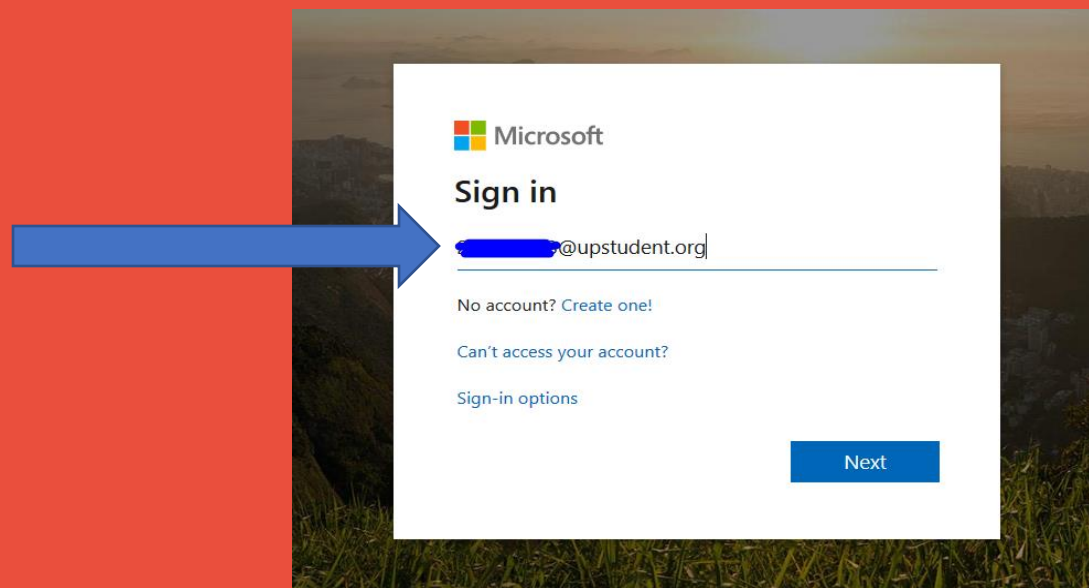 Microsoft
Sign in
@upstudent.org
No account? Create one!
Can't access your account?
Sign-in options
Next